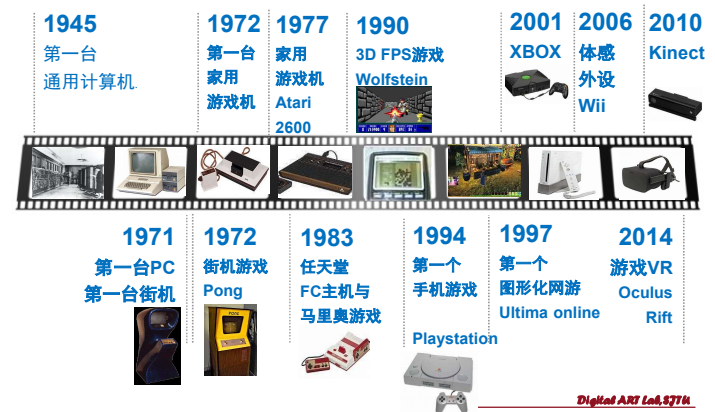 1945
第一台
通用计算机.
1972
第一台
家用
游戏机
1977
家用
游戏机
Atari
2600
1990
3D FPS游戏
Wolfstein
2001
XBOX
2006
体感
外设
Wii
2010
Kinect
1971
第一台PC
第一台街机
1972
街机游戏
Pong
1983
任天堂
FC主机与
马里奥游戏
1994
第一个
手机游戏
Playstation
1997
第一个
图形化网游
Ultima online
2014
游戏VR
Oculus
Rift
Digital ART Lab,SJTU